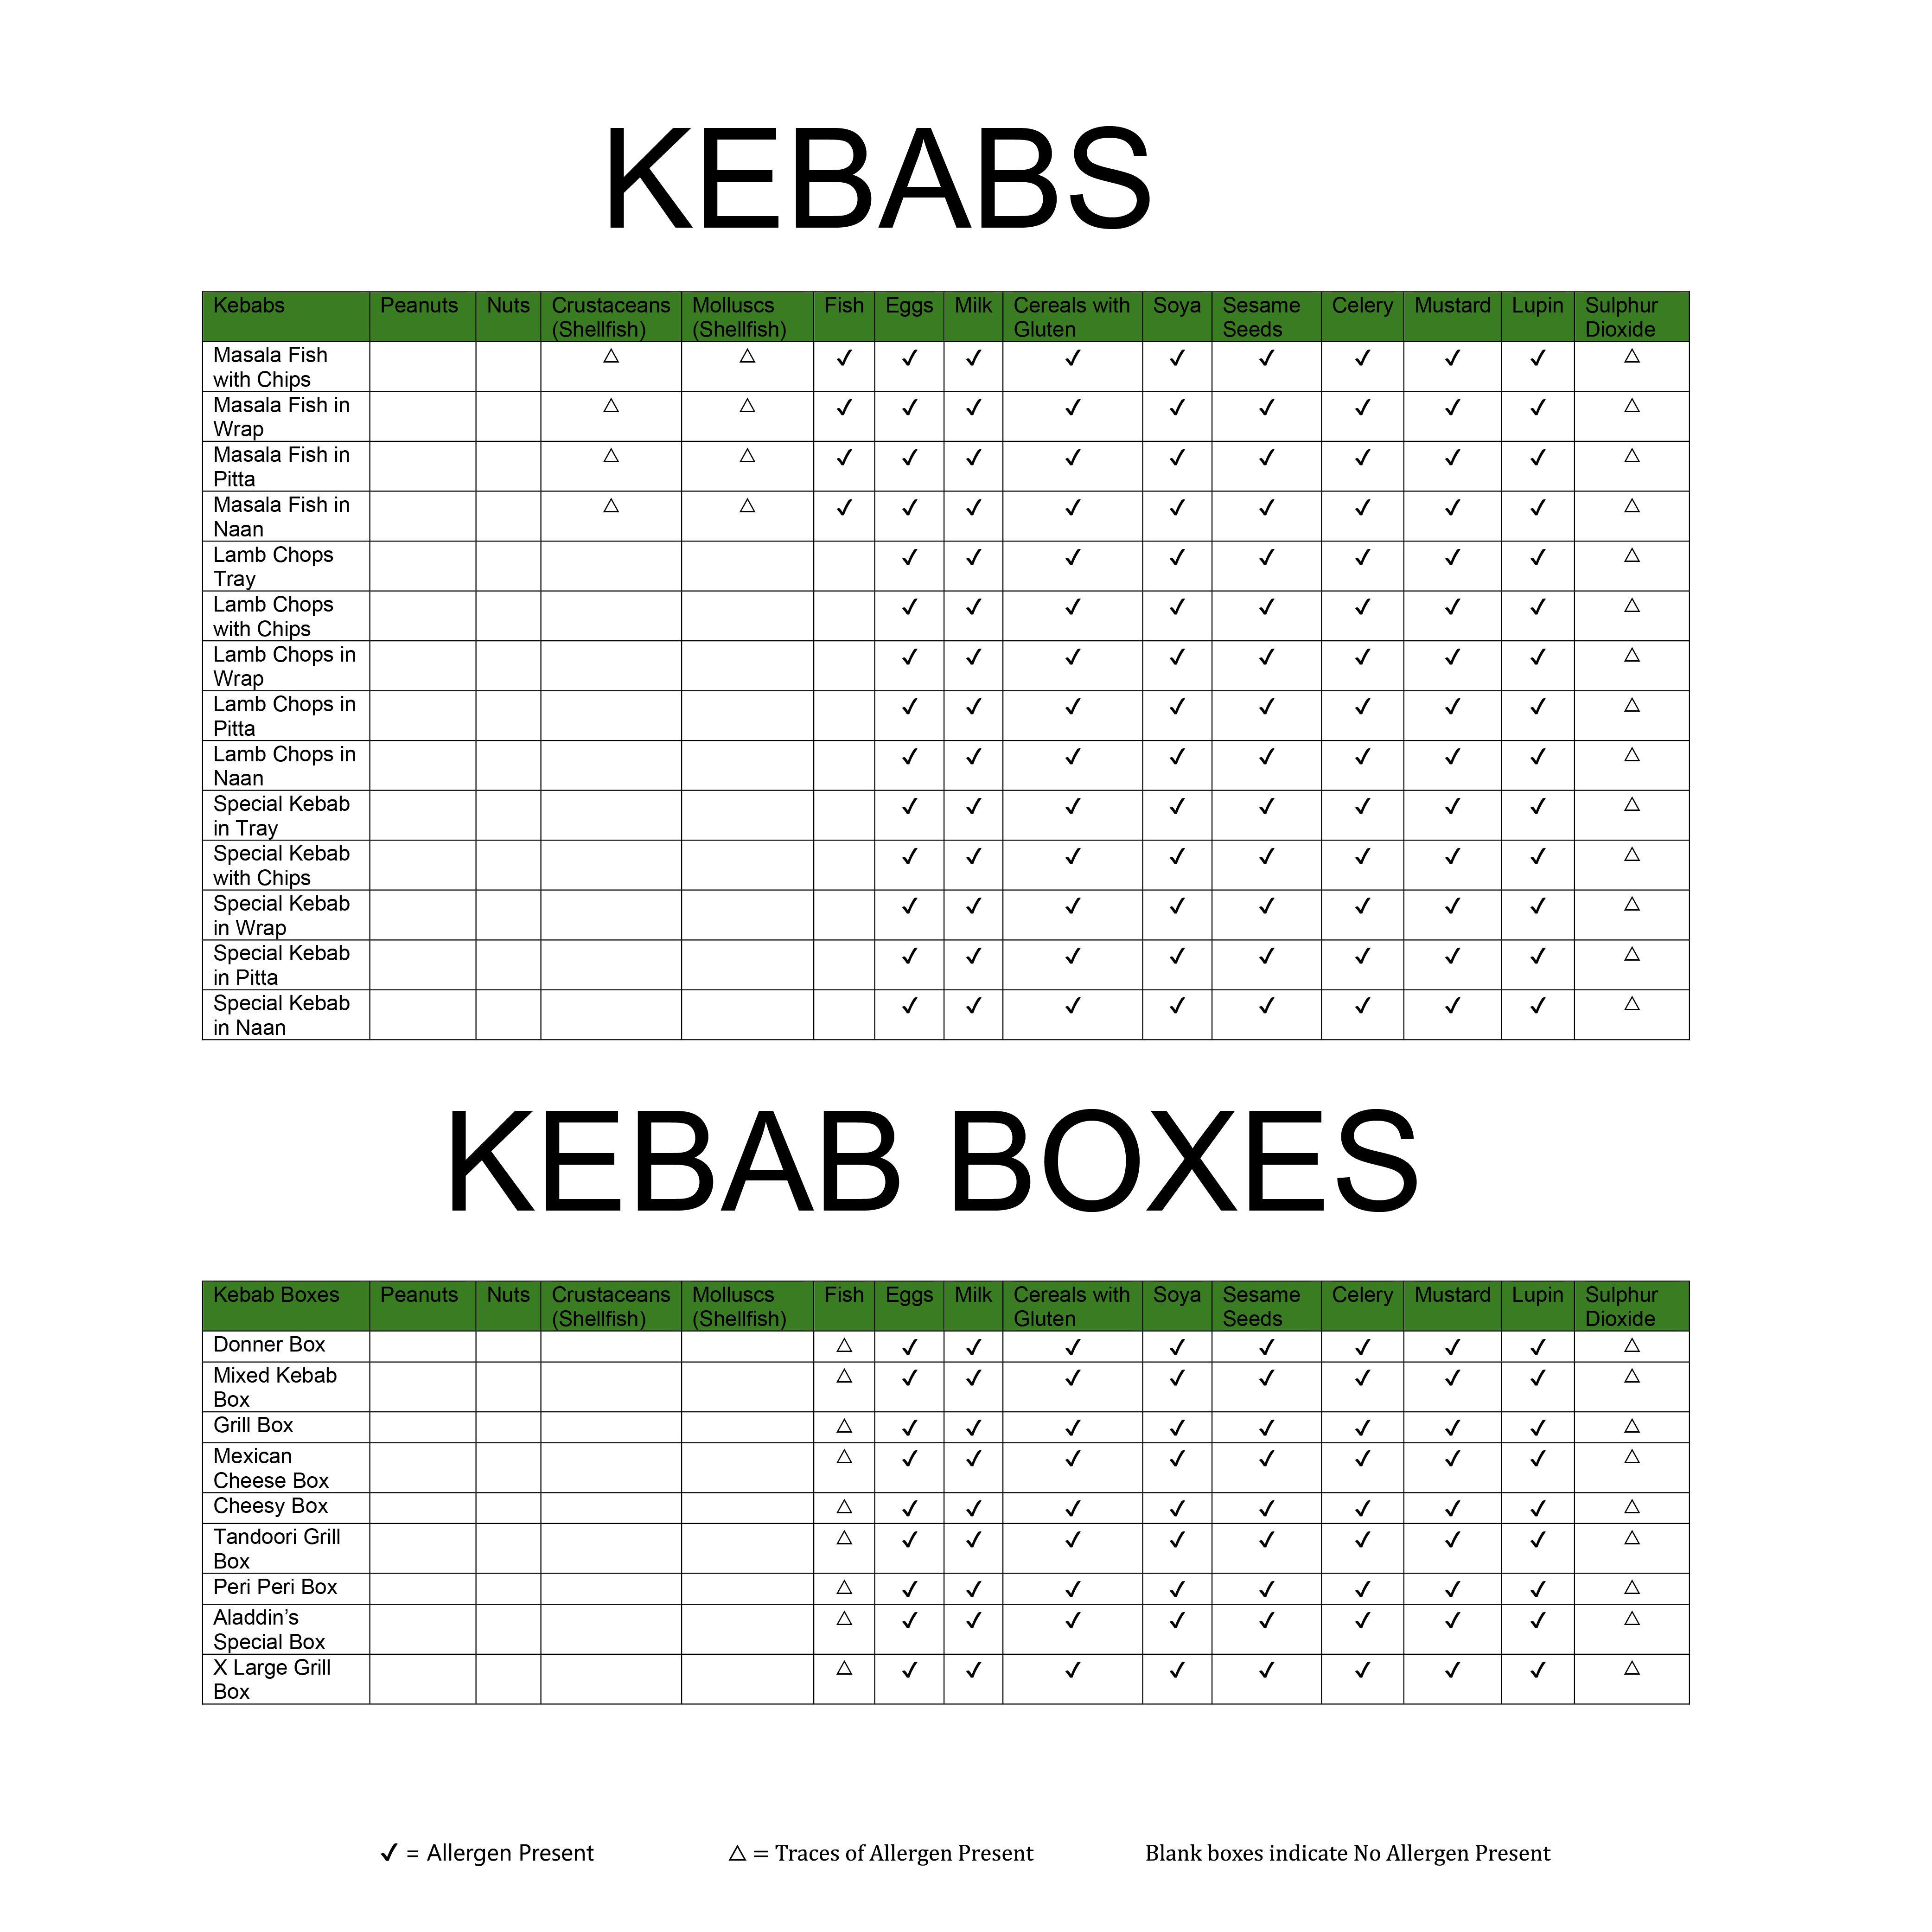 KEBABS
Kebabs Peanuts Nuts Crustaceans (Shellfish) Molluscs (Shellfish) Fish Eggs Milk Cereals with Gluten Soya Sesame Seeds Celery Mustard Lupin Sulphur Dioxide
Masala Fish with Chips △ △ ✓ ✓ ✓ ✓ ✓ ✓ ✓ ✓ ✓ △
Masala Fish in Wrap △ △ ✓ ✓ ✓ ✓ ✓ ✓ ✓ ✓ ✓ △
Masala Fish in Pitta △ △ ✓ ✓ ✓ ✓ ✓ ✓ ✓ ✓ ✓ △
Masala Fish in Naan △ △ ✓ ✓ ✓ ✓ ✓ ✓ ✓ ✓ ✓ △
Lamb Chops Tray ✓ ✓ ✓ ✓ ✓ ✓ ✓ ✓ △
Lamb Chops with Chips ✓ ✓ ✓ ✓ ✓ ✓ ✓ ✓ △
Lamb Chops in Wrap ✓ ✓ ✓ ✓ ✓ ✓ ✓ ✓ △
Lamb Chops in Pitta ✓ ✓ ✓ ✓ ✓ ✓ ✓ ✓ △
Lamb Chops in Naan ✓ ✓ ✓ ✓ ✓ ✓ ✓ ✓ △
Special Kebab in Tray ✓ ✓ ✓ ✓ ✓ ✓ ✓ ✓ △
Special Kebab with Chips ✓ ✓ ✓ ✓ ✓ ✓ ✓ ✓ △
Special Kebab in Wrap ✓ ✓ ✓ ✓ ✓ ✓ ✓ ✓ △
Special Kebab in Pitta ✓ ✓ ✓ ✓ ✓ ✓ ✓ ✓ △
Special Kebab in Naan ✓ ✓ ✓ ✓ ✓ ✓ ✓ ✓ △
KEBAB BOXES
Kebab Boxes Peanuts Nuts Crustaceans (Shellfish) Molluscs (Shellfish) Fish Eggs Milk Cereals with Gluten Soya Sesame Seeds Celery Mustard Lupin Sulphur Dioxide
Donner Box △ ✓ ✓ ✓ ✓ ✓ ✓ ✓ ✓ △
Mixed Kebab Box △ ✓ ✓ ✓ ✓ ✓ ✓ ✓ ✓ △
Grill Box △ ✓ ✓ ✓ ✓ ✓ ✓ ✓ ✓ △
Mexican Cheese Box △ ✓ ✓ ✓ ✓ ✓ ✓ ✓ ✓ △
Cheesy Box △ ✓ ✓ ✓ ✓ ✓ ✓ ✓ ✓ △
Tandoori Grill Box △ ✓ ✓ ✓ ✓ ✓ ✓ ✓ ✓ △
Peri Peri Box △ ✓ ✓ ✓ ✓ ✓ ✓ ✓ ✓ △
Aladdin’s Special Box △ ✓ ✓ ✓ ✓ ✓ ✓ ✓ ✓ △
X Large Grill Box △ ✓ ✓ ✓ ✓ ✓ ✓ ✓ ✓ △
✓ = Allergen Present △ = Traces of Allergen Present Blank boxes indicate No Allergen Present